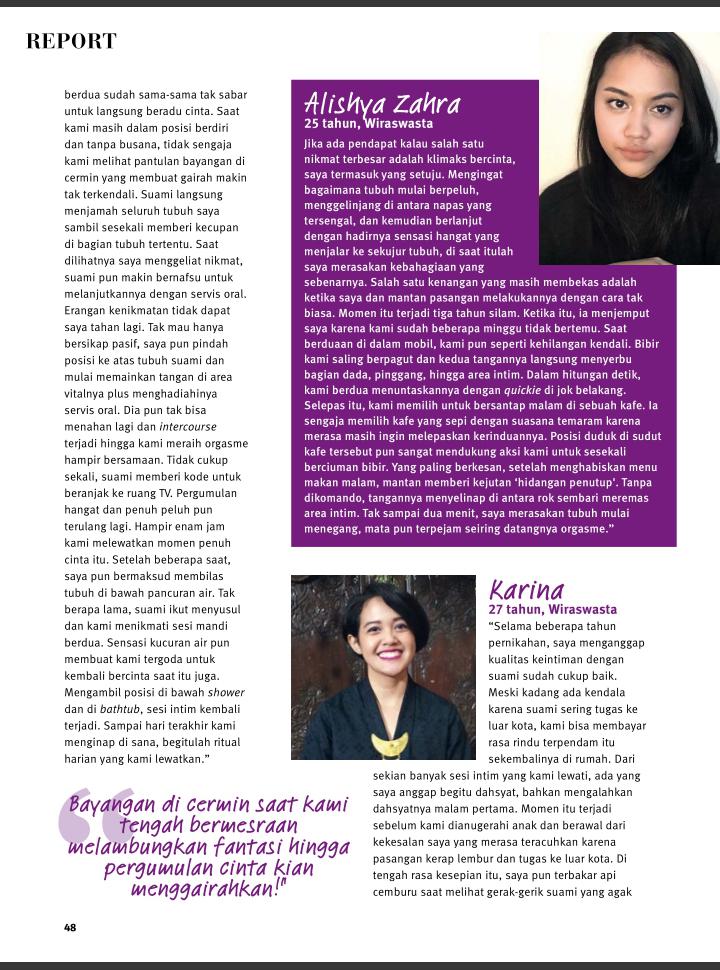 REPORT
berdua sudah sama-sama tak sabar
untuk langsung beradu cinta. Saat
kami masih dalam posisi berdiri
dan tanpa busana, tidak sengaja
kami melihat pantulan bayangan di
cermin yang membuat gairah makin
tak terkendali. Suami langsung
menjamah seluruh tubuh saya
sambil sesekali memberi kecupan
di bagian tubuh tertentu. Saat
dilihatnya saya menggeliat nikmat,
suami pun makin bernafsu untuk
melanjutkannya dengan servis oral.
Erangan kenikmatan tidak dapat
saya tahan lagi. Tak mau hanya
bersikap pasif, saya pun pindah
posisi ke atas tubuh suami dan
mulai memainkan tangan di area
vitalnya plus menghadiahinya
servis oral. Dia pun tak bisa
menahan lagi dan intercourse
terjadi hingga kami meraih orgasme
hampir bersamaan. Tidak cukup
sekali, suami memberi kode untuk
beranjak ke ruang TV. Pergumulan
hangat dan penuh peluh pun
terulang lagi. Hampir enam jam
kami melewatkan momen penuh
cinta itu. Setelah beberapa saat,
saya pun bermaksud membilas
tubuh di bawah pancuran air. Tak
berapa lama, suami ikut menyusul
dan kami menikmati sesi mandi
berdua. Sensasi kucuran air pun
membuat kami tergoda untuk
kembali bercinta saat itu juga.
Mengambil posisi di bawah shower
dan di bathtub, sesi intim kembali
terjadi. Sampai hari terakhir kami
menginap di sana, begitulah ritual
harian yang kami lewatkan.”
“Bayangan di cermin saat kami
tengah bermesraan
melambungkan fantasi hingga
pergumulan cinta kian
menggairahkan!"
Alishya Zahra
25 tahun, Wiraswasta
Jika ada pendapat kalau salah satu
nikmat terbesar adalah klimaks bercinta,
saya termasuk yang setuju. Mengingat
bagaimana tubuh mulai berpeluh,
menggelinjang di antara napas yang
tersengal, dan kemudian berlanjut
dengan hadirnya sensasi hangat yang
menjalar ke sekujur tubuh, di saat itulah
saya merasakan kebahagiaan yang
sebenarnya. Salah satu kenangan yang masih membekas adalah
ketika saya dan mantan pasangan melakukannya dengan cara tak
biasa. Momen itu terjadi tiga tahun silam. Ketika itu, ia menjemput
saya karena kami sudah beberapa minggu tidak bertemu. Saat
berduaan di dalam mobil, kami pun seperti kehilangan kendali. Bibir
kami saling berpagut dan kedua tangannya langsung menyerbu
bagian dada, pinggang, hingga area intim. Dalam hitungan detik,
kami berdua menuntaskannya dengan quickie di jok belakang.
Selepas itu, kami memilih untuk bersantap malam di sebuah kafe. Ia
sengaja memilih kafe yang sepi dengan suasana temaram karena
merasa masih ingin melepaskan kerinduannya. Posisi duduk di sudut
kafe tersebut pun sangat mendukung aksi kami untuk sesekali
berciuman bibir. Yang paling berkesan, setelah menghabiskan menu
makan malam, mantan memberi kejutan ‘hidangan penutup’. Tanpa
dikomando, tangannya menyelinap di antara rok sembari meremas
area intim. Tak sampai dua menit, saya merasakan tubuh mulai
menegang, mata pun terpejam seiring datangnya orgasme.”
Karina
27 tahun, Wiraswasta
“Selama beberapa tahun
pernikahan, saya menganggap
kualitas keintiman dengan
suami sudah cukup baik.
Meski kadang ada kendala
karena suami sering tugas ke
luar kota, kami bisa membayar
rasa rindu terpendam itu
sekembalinya di rumah. Dari
sekian banyak sesi intim yang kami lewati, ada yang
saya anggap begitu dahsyat, bahkan mengalahkan
dahsyatnya malam pertama. Momen itu terjadi
sebelum kami dianugerahi anak dan berawal dari
kekesalan saya yang merasa teracuhkan karena
pasangan kerap lembur dan tugas ke luar kota. Di
tengah rasa kesepian itu, saya pun terbakar api
cemburu saat melihat gerak-gerik suami yang agak
48